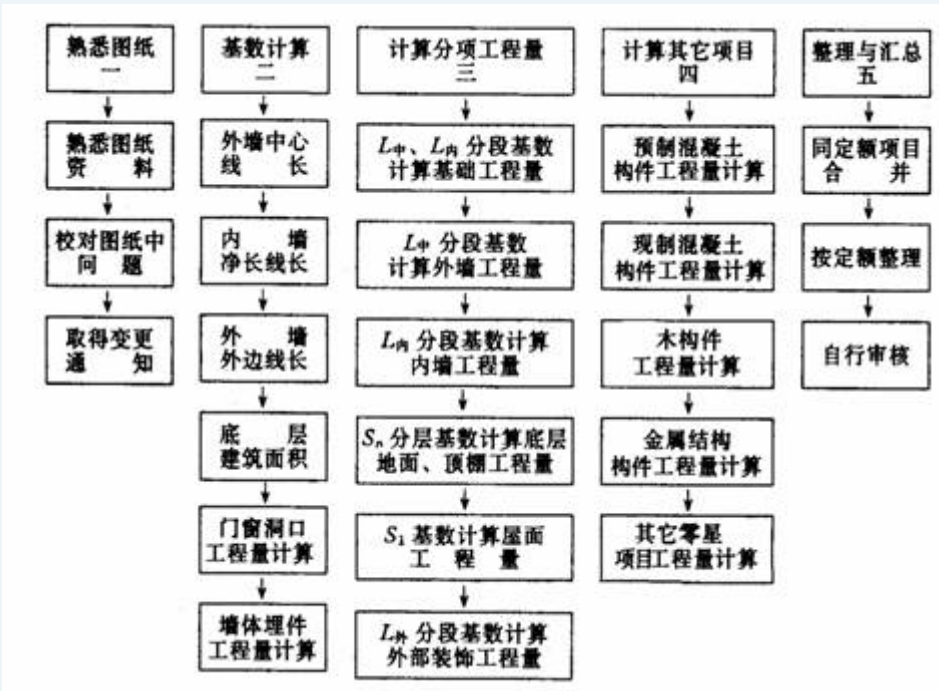 熟悉图纸
一
熟悉图纸
资 料
校对图纸中
问 题
取得变更
通 知
基数计算
二
外墙中心
线 长
内 墙
净长线长
外 墙
外边线长
底 层
建筑面积
门窗洞口
工程量计算
墙体埋件
工程量计算
计算分项工程量
三
L中、L内 分段基数
计算基础工程量
L中 分段基数
计算外墙工程量
L内 分段基数计算
内墙工程量
Sn 分层基数计算底层
地面、顶棚工程量
S1 基数计算屋面
工 程 量
L外 分段基数计算
外部装饰工程量
计算其它项目
四
预制混凝土
构件工程量计算
现制混凝土
构件工程量计算
木构件
工程量计算
金属结构
构件工程量计算
其它零星
项目工程量计算
整理与汇总
五
同定额项目
合 并
按定额整理
自行审核